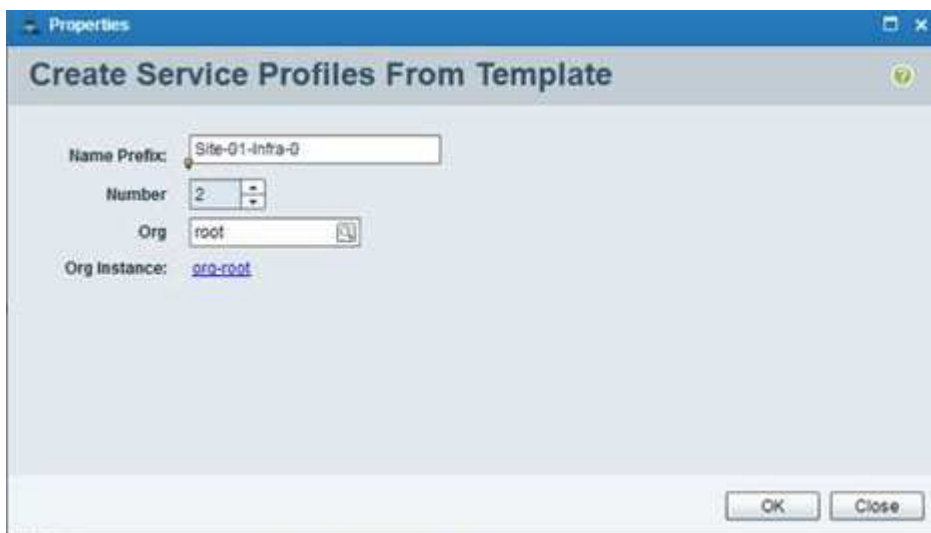 Properties
Create Service Profiles From Template
Name Prefix: Site-01-Infra-0
Number 2
Org root
Org Instance: org-root
OK Close